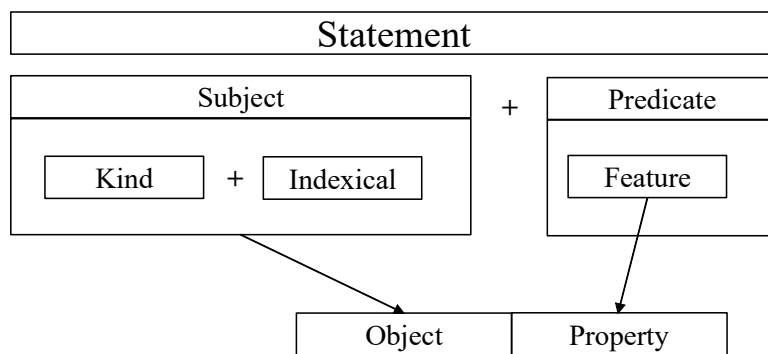 Statement
Subject + Predicate
Kind + Indexical Feature
Object Property